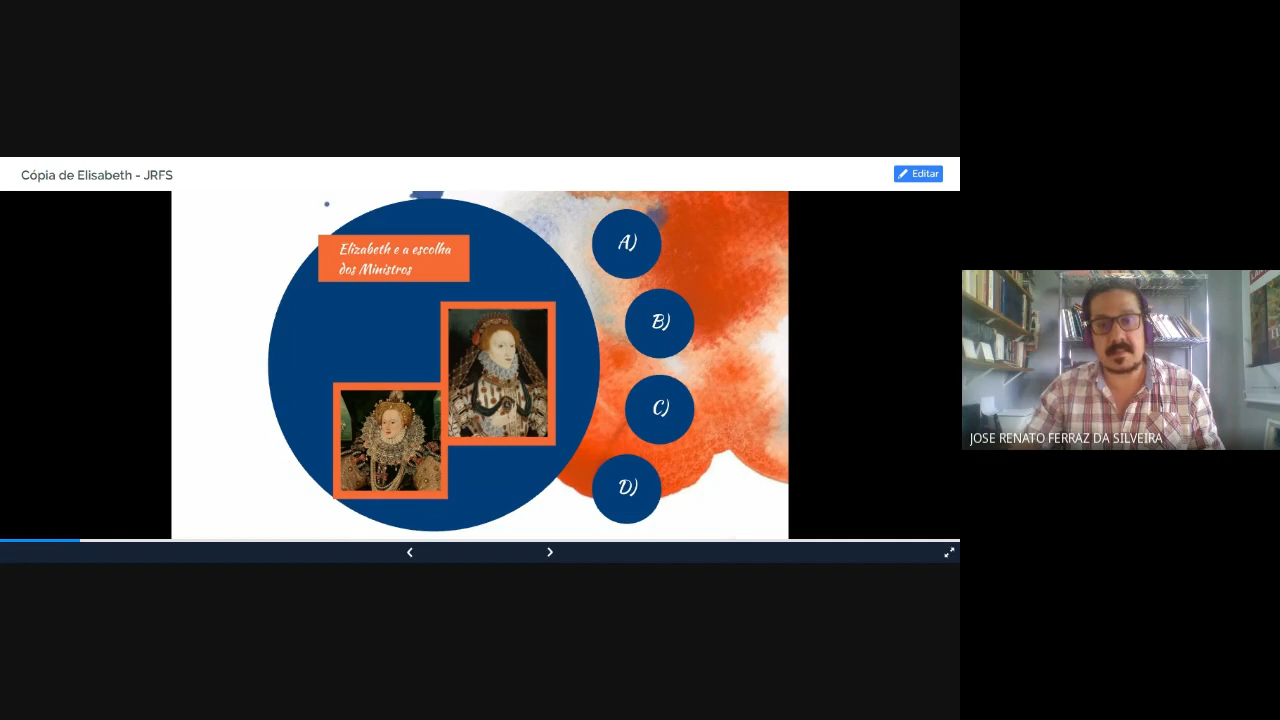 Cópia de Elisabeth - JRFS
Editar
Elizabeth e a escolha
dos Ministros
A)
B)
C)
D)
JOSE RENATO FERRAZ DA SILVEIRA